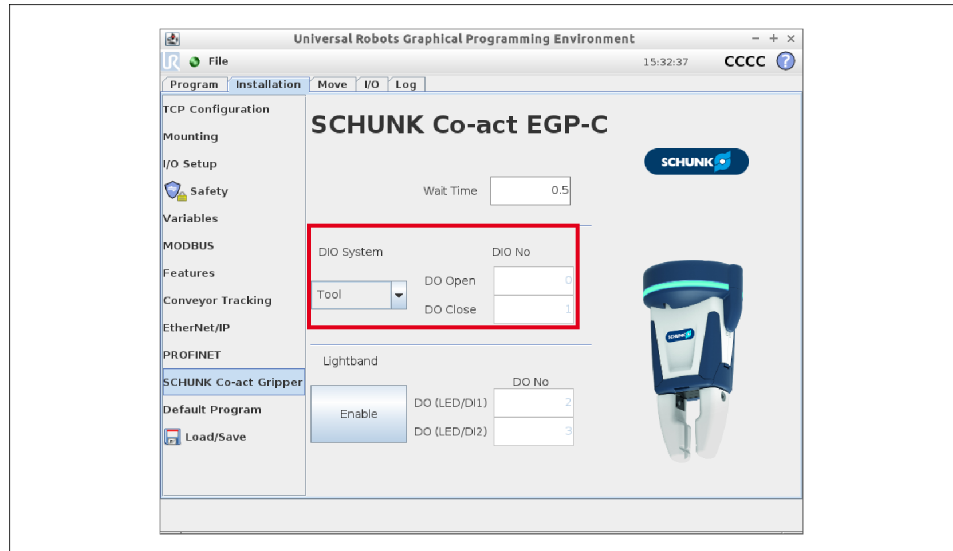 Universal Robots Graphical Programming Environment
File
15:32:37
CCCC
?
Program Installation Move I/O Log
TCP Configuration
Mounting
I/O Setup
Safety
Variables
MODBUS
Features
Conveyor Tracking
EtherNet/IP
PROFINET
SCHUNK Co-act Gripper
Default Program
Load/Save
SCHUNK Co-act EGP-C
SCHUNK
Wait Time 0.5
DIO System DIO No
Tool
DO Open 0
DO Close 1
Lightband
DO No
Enable
DO (LED/DI1) 2
DO (LED/DI2) 3
SCHUNK